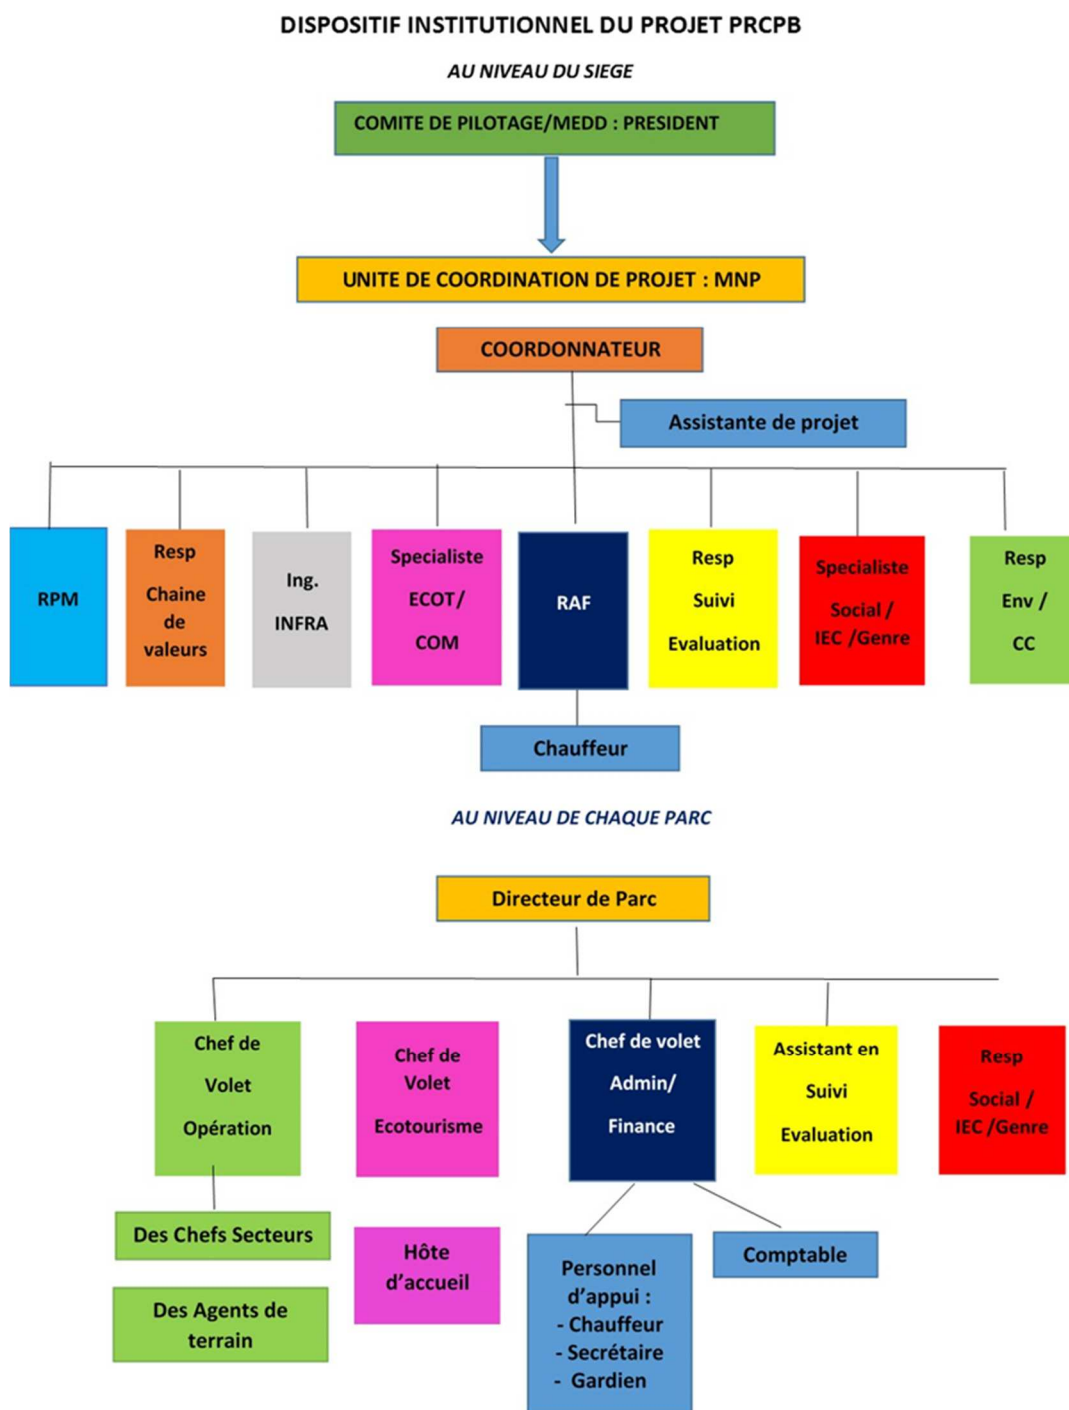 DISPOSITIF INSTITUTIONNEL DU PROJET PRCPB
AU NIVEAU DU SIEGE
COMITE DE PILOTAGE/MEDD : PRESIDENT
UNITE DE COORDINATION DE PROJET : MNP
COORDONNATEUR
Assistante de projet
RPM
Resp
Chaine
de
valeurs
Ing.
INFRA
Specialiste
ECOT/
COM
RAF
Resp
Suivi
Evaluation
Specialiste
Social /
IEC /Genre
Resp
Env /
CC
Chauffeur
AU NIVEAU DE CHAQUE PARC
Directeur de Parc
Chef de
Volet
Opération
Chef de
Volet
Ecotourisme
Chef de volet
Admin/
Finance
Assistant en
Suivi
Evaluation
Resp
Social /
IEC /Genre
Des Chefs Secteurs
Des Agents de
terrain
Hôte
d'accueil
Personnel
d'appui :
- Chauffeur
- Secrétaire
- Gardien
Comptable